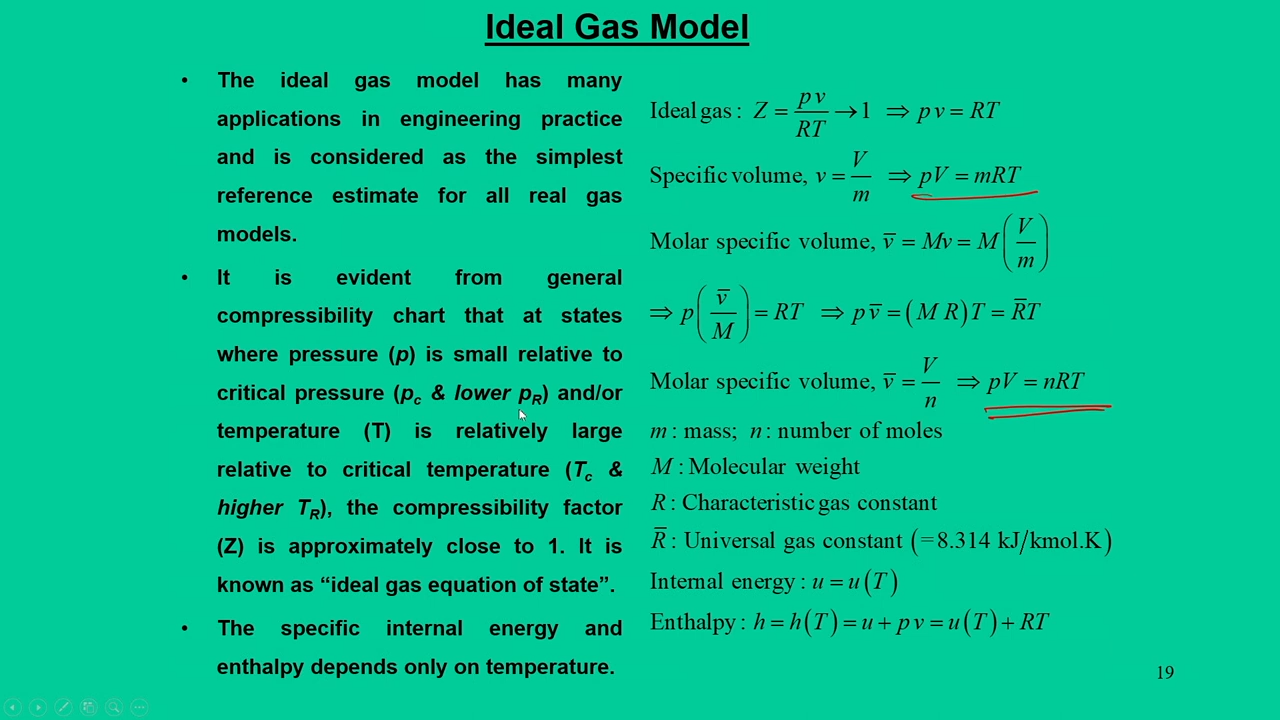 Ideal Gas Model
• The ideal gas model has many
applications in engineering practice
and is considered as the simplest
reference estimate for all real gas
models.
• It is evident from general
compressibility chart that at states
where pressure (p) is small relative to
critical pressure (p_c & lower p_R) and/or
temperature (T) is relatively large
relative to critical temperature (T_c &
higher T_R), the compressibility factor
(Z) is approximately close to 1. It is
known as “ideal gas equation of state”.
• The specific internal energy and
enthalpy depends only on temperature.
Ideal gas : Z = pv/RT → 1 ⇒ pv = RT
Specific volume, v = V/m ⇒ pV = mRT
Molar specific volume, v̅ = Mv = M(V/m)
⇒ p(v̅/M) = RT ⇒ pv̅ = (MR)T = R̅T
Molar specific volume, v̅ = V/n ⇒ pV = nRT
m : mass; n : number of moles
M : Molecular weight
R : Characteristic gas constant
R̅ : Universal gas constant (=8.314 kJ/kmol.K)
Internal energy : u = u(T)
Enthalpy : h = h(T) = u + pv = u(T) + RT
19